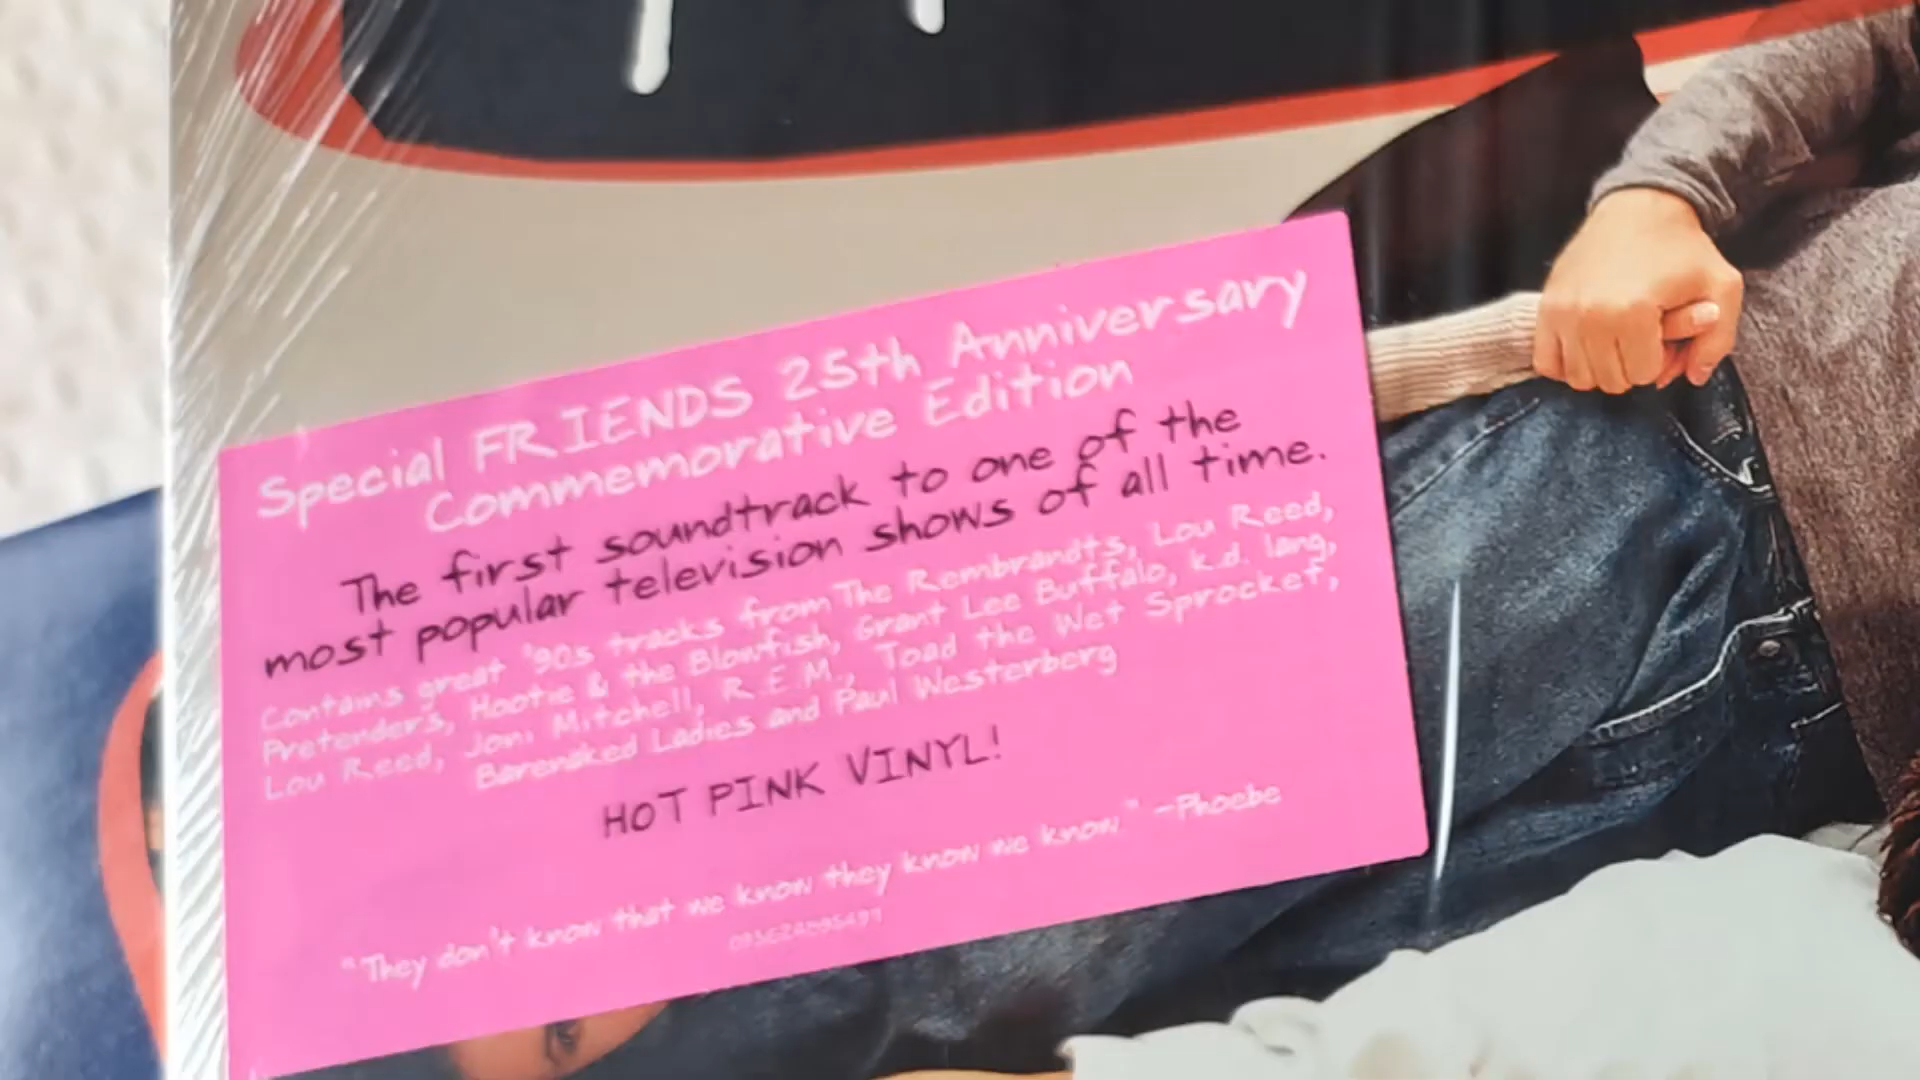 Special FRIENDS 25th Anniversary
Commemorative Edition
The first soundtrack to one of the
most popular television shows of all time.
Contains great '90s tracks from The Rembrandts, Lou Reed,
Pretenders, Hootie & the Blowfish, Grant Lee Buffalo, k.d. lang,
Lou Reed, Joni Mitchell, R.E.M., Toad the Wet Sprocket,
Barenaked Ladies and Paul Westerberg
HOT PINK VINYL!
"They don't know that we know they know we know." -Phoebe